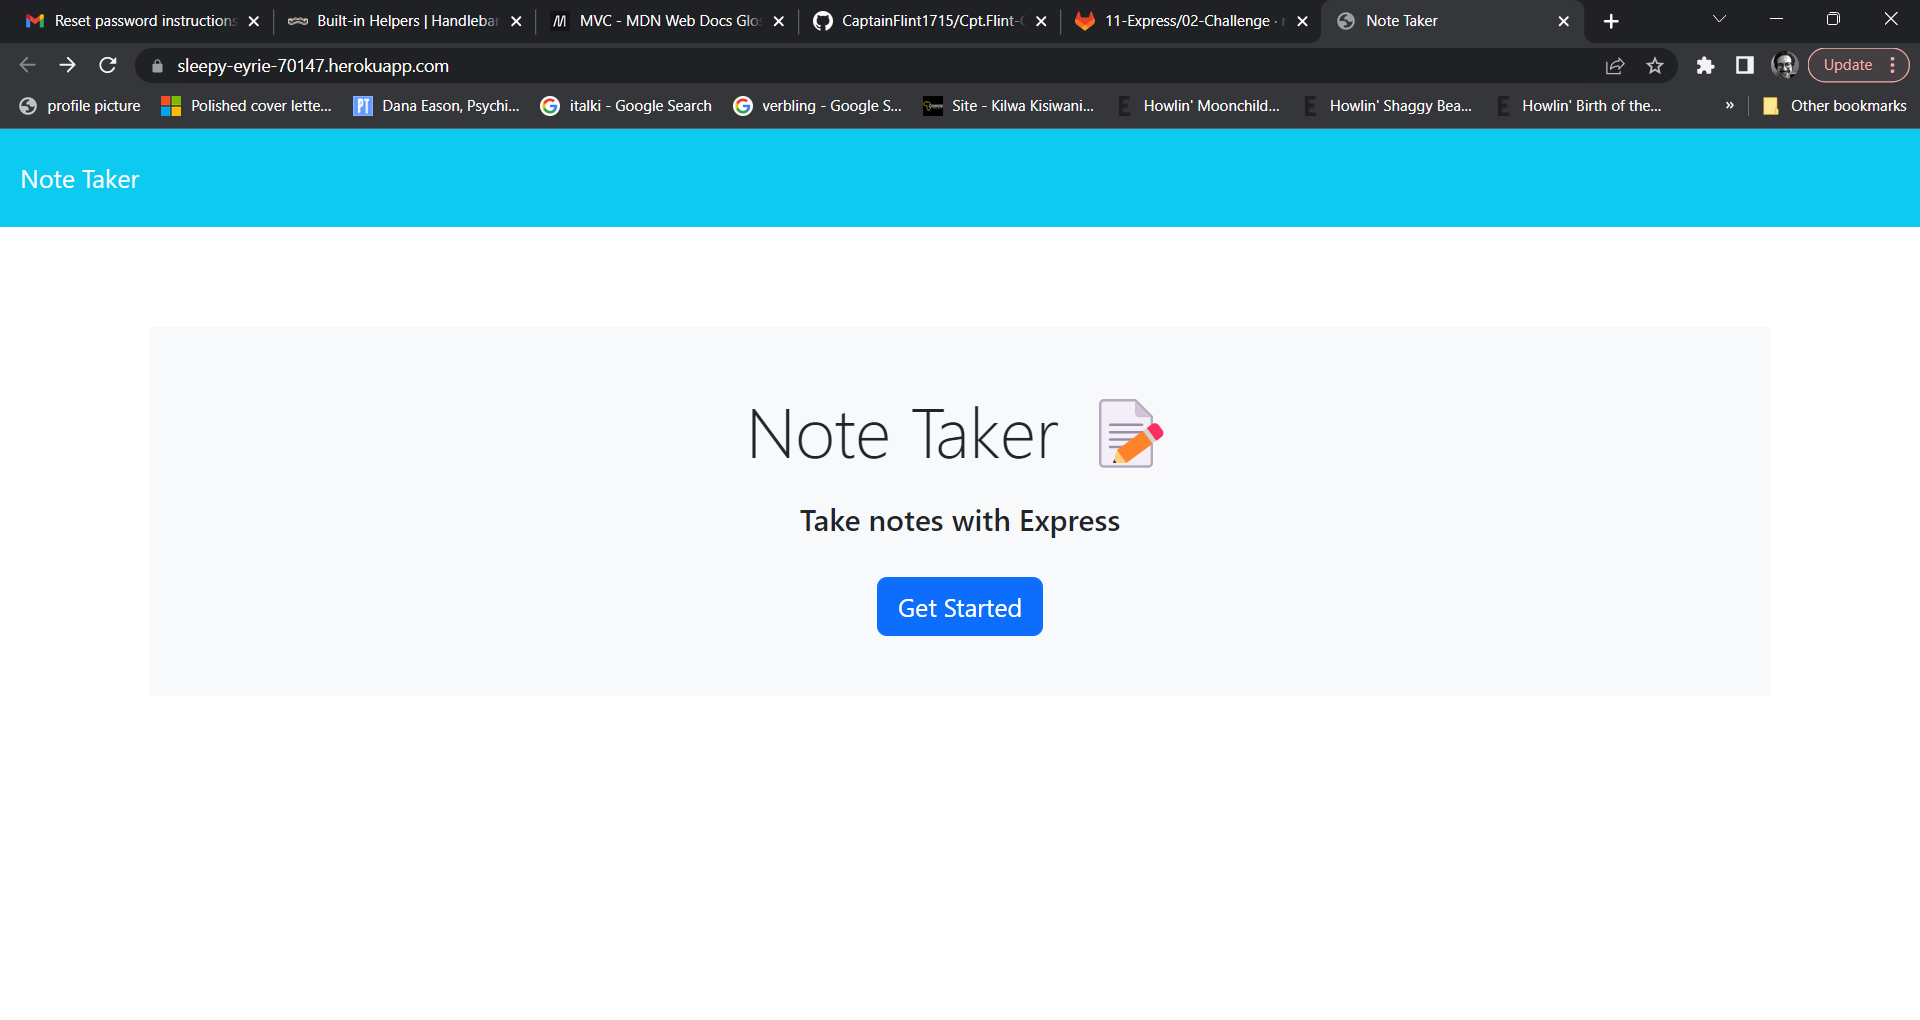 Reset password instructions
Built-in Helpers | Handlebar
MVC - MDN Web Docs Glos
CaptainFlint1715/Cpt.Flint-
11-Express/02-Challenge ·
Note Taker
sleepy-eyrie-70147.herokuapp.com
Update
profile picture
Polished cover lette...
PT
Dana Eason, Psychi...
italki - Google Search
verbling - Google S...
Site - Kilwa Kisiwani...
E
Howlin' Moonchild...
E
Howlin' Shaggy Bea...
E
Howlin' Birth of the...
»
Other bookmarks
Note Taker
Note Taker
Take notes with Express
Get Started